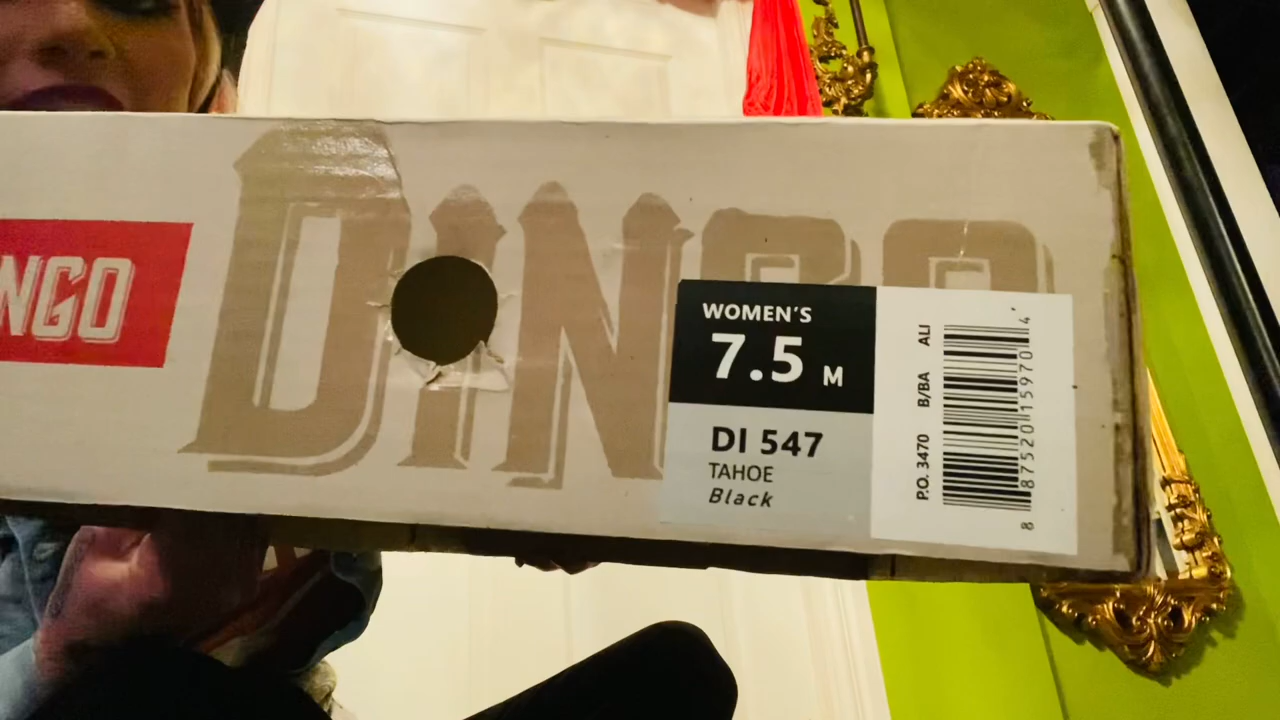 NGO
DINGO
WOMEN'S
7.5 M
DI 547
TAHOE
Black
P.O. 3470 B/BA ALI
8 87520 15970 4